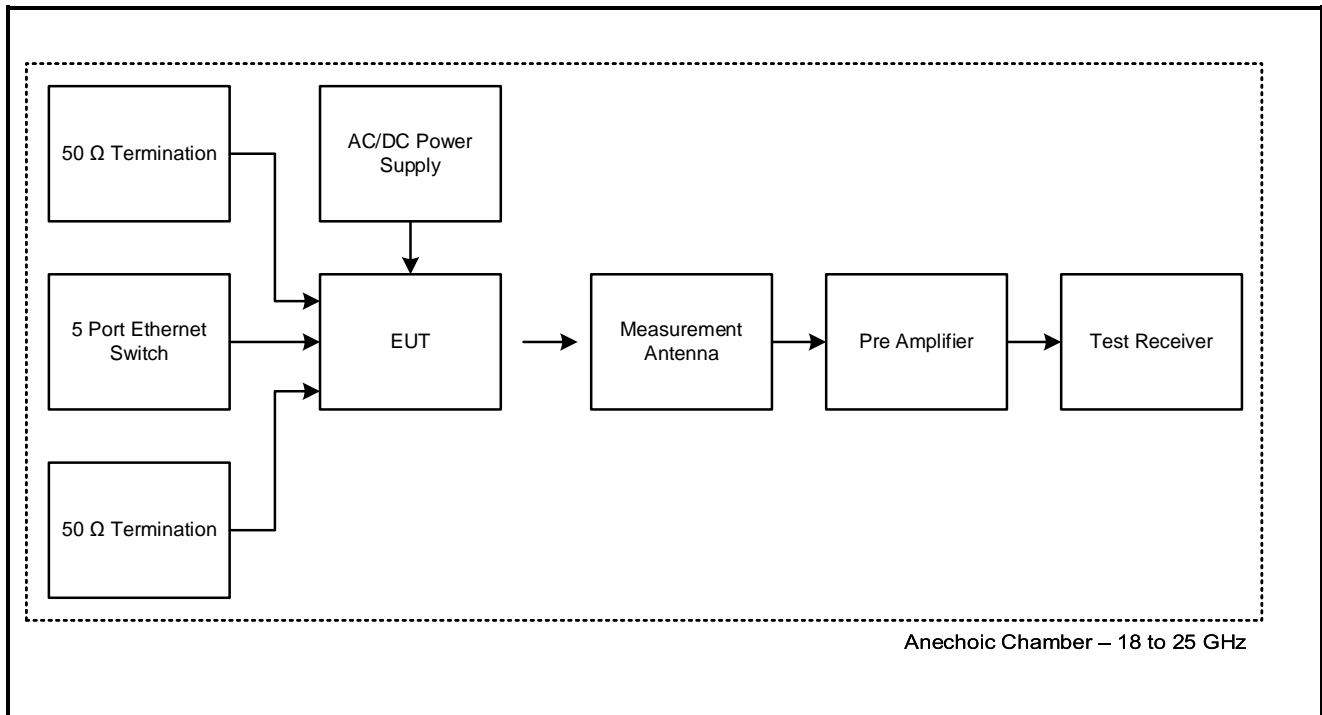 50 Ω Termination
AC/DC Power
Supply
5 Port Ethernet
Switch
EUT
Measurement
Antenna
Pre Amplifier
Test Receiver
50 Ω Termination
Anechoic Chamber – 18 to 25 GHz